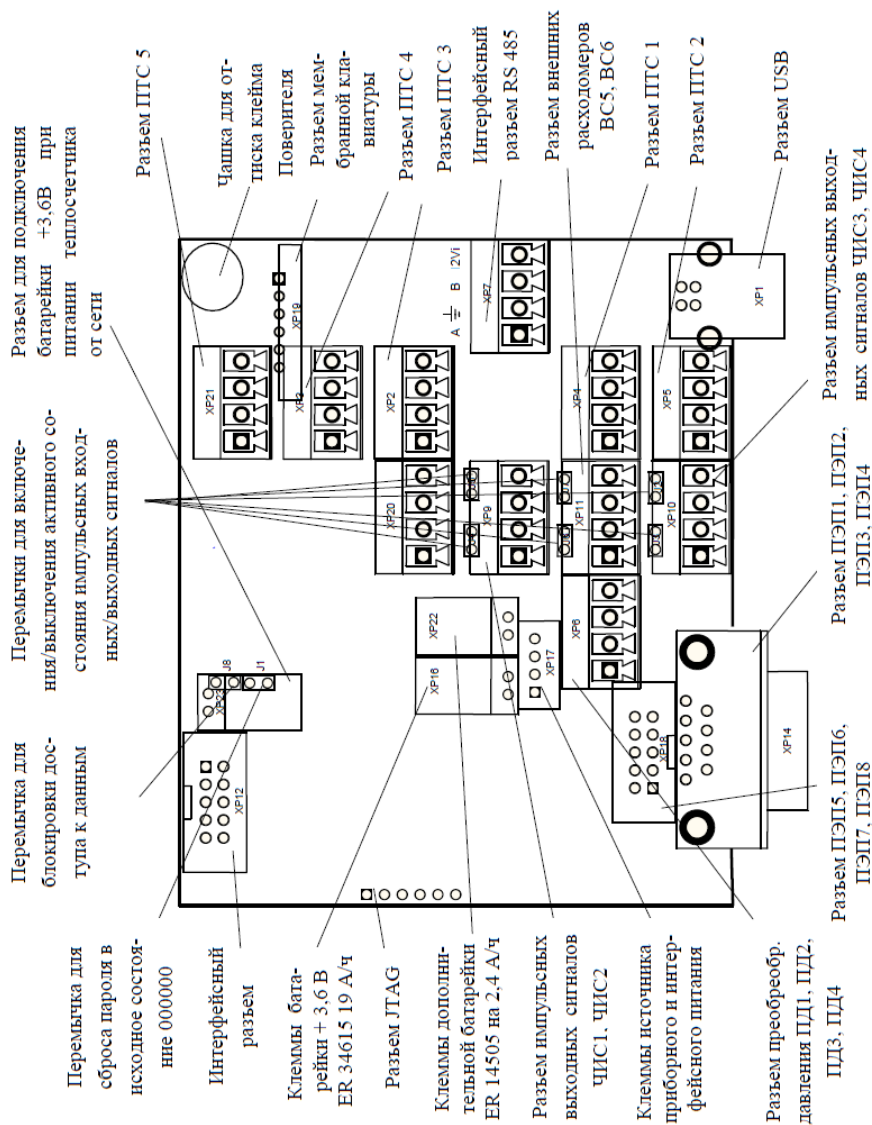 Разъем для подключения
батарейки +3,6В при
питании теплосчетчика
от сети
Перемычки для включе-
ния/выключения активного со-
стояния импульсных вход-
ных/выходных сигналов
Перемычка для
блокировки дос-
тупа к данным
Перемычка для
сброса пароля в
исходное состоя-
ние 000000
Интерфейсный
разъем
Клеммы бата-
рейки + 3,6 В
ER 34615 19 А/ч
Разъем JTAG
Клеммы дополни-
тельной батарейки
ER 14505 на 2.4 А/ч
Разъем импульсных
выходных сигналов
ЧИС1. ЧИС2
Клеммы источника
приборного и интер-
фейсного питания
Разъем преобреобр.
давления ПД1, ПД2,
ПД3, ПД4
Разъем ПТС 5
Чашка для от-
тиска клейма
Поверителя
Разъем мем-
бранной кла-
виатуры
Разъем ПТС 4
Разъем ПТС 3
Интерфейсный
разъем RS 485
Разъем внешних
расходомеров
ВС5, ВС6
Разъем ПТС 1
Разъем ПТС 2
Разъем USB
Разъем импульсных выход-
ных сигналов ЧИС3, ЧИС4
Разъем ПЭП1, ПЭП2,
ПЭП3, ПЭП4
Разъем ПЭП5, ПЭП6,
ПЭП7, ПЭП8
XP12
XP23
J8
J1
XP21
XP19
XP3
XP2
XP20
XP16
XP22
XP17
XP9
A B 12Vi
XP7
XP6
XP11
XP4
XP10
XP5
XP1
XP18
XP14